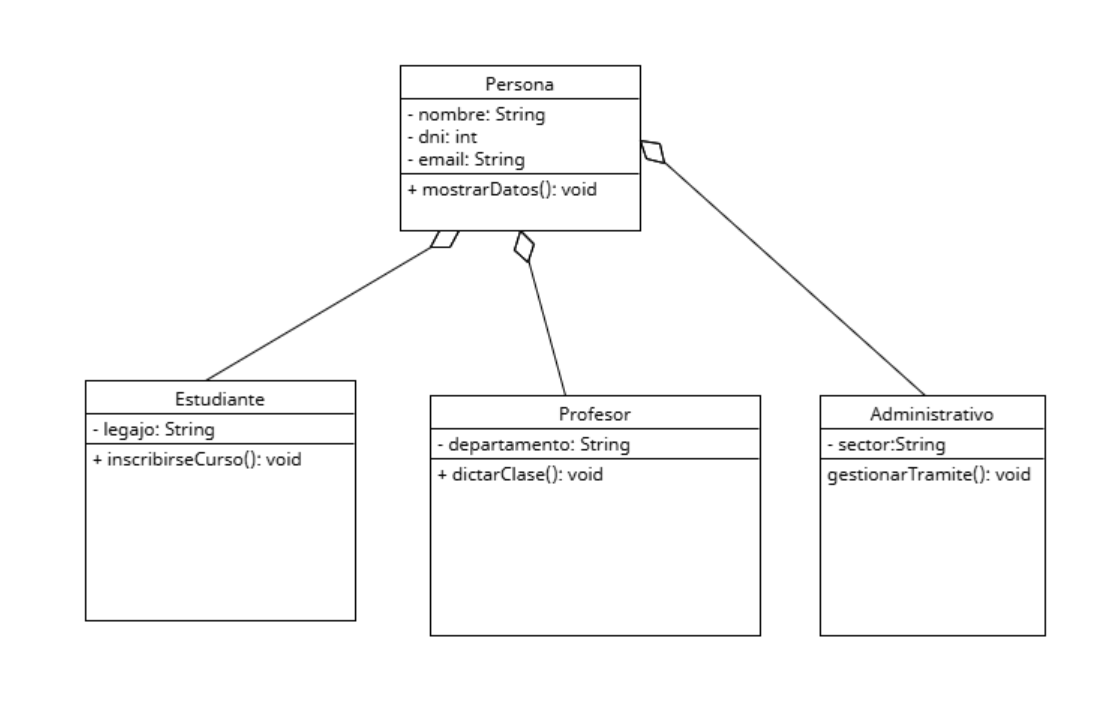 Persona
- nombre: String
- dni: int
- email: String
+ mostrarDatos(): void
Estudiante
- legajo: String
+ inscribirseCurso(): void
Profesor
- departamento: String
+ dictarClase(): void
Administrativo
- sector:String
gestionarTramite(): void